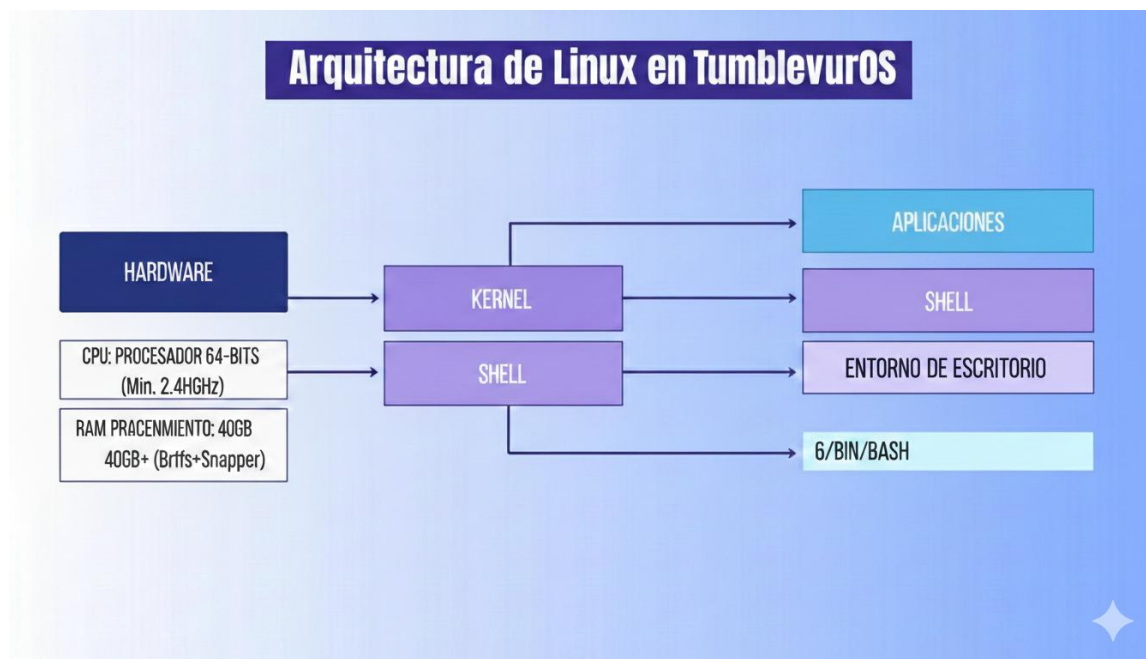 Arquitectura de Linux en TumblevurOS
HARDWARE
CPU: PROCESADOR 64-BITS
(Min. 2.4HGHz)
RAM PRACENMIENTO: 40GB
40GB+ (Brtfs+Snapper)
KERNEL
SHELL
APLICACIONES
SHELL
ENTORNO DE ESCRITORIO
6/BIN/BASH